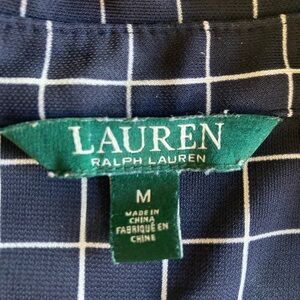 LAUREN
RALPH LAUREN
M
MADE IN
CHINA
FABRIQUÉ EN
CHINE